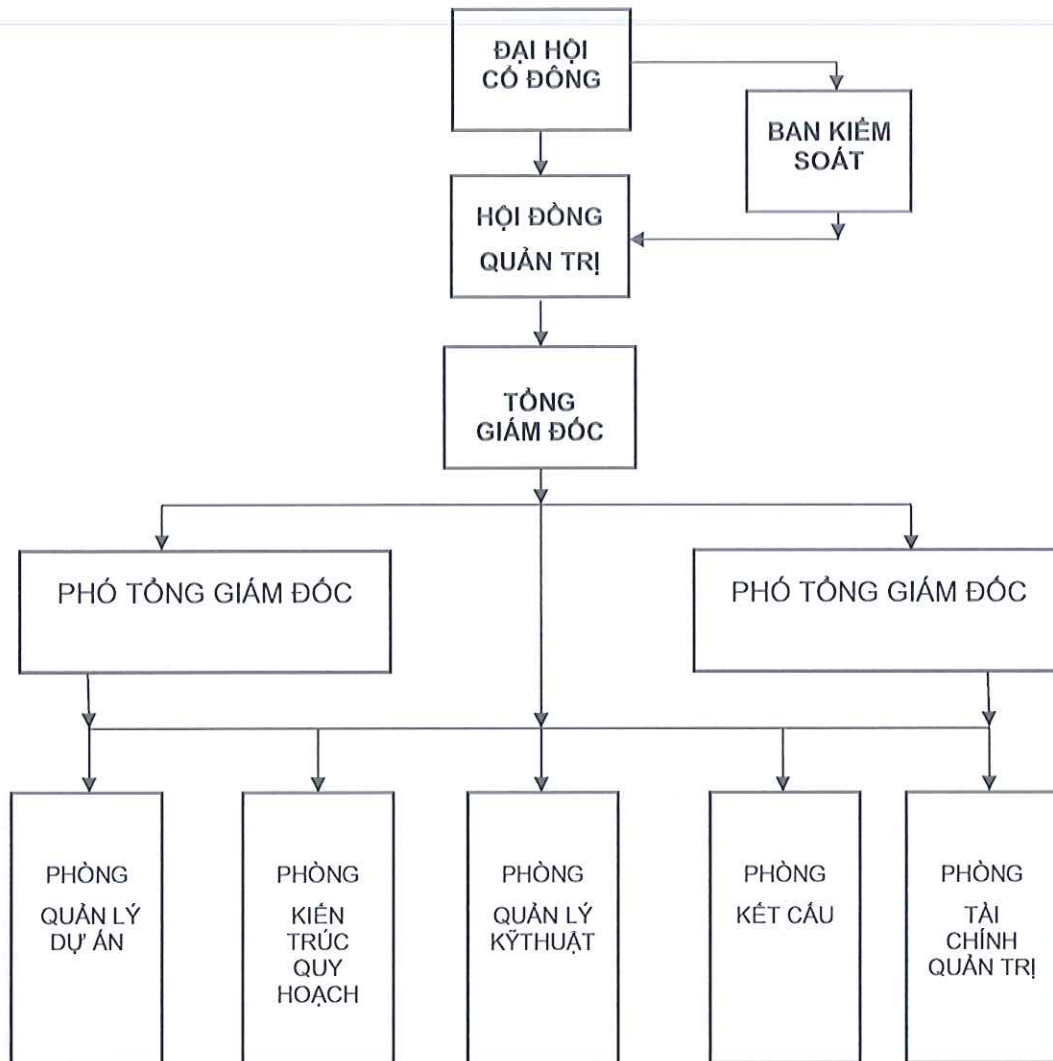 ĐẠI HỘI
CỔ ĐÔNG
BAN KIỂM
SOÁT
HỘI ĐỒNG
QUẢN TRỊ
TỔNG
GIÁM ĐỐC
PHÓ TỔNG GIÁM ĐỐC
PHÓ TỔNG GIÁM ĐỐC
PHÒNG
QUẢN LÝ
DỰ ÁN
PHÒNG
KIẾN
TRÚC
QUY
HOẠCH
PHÒNG
QUẢN LÝ
KỸTHUẬT
PHÒNG
KẾT CẤU
PHÒNG
TÀI
CHÍNH
QUẢN TRỊ